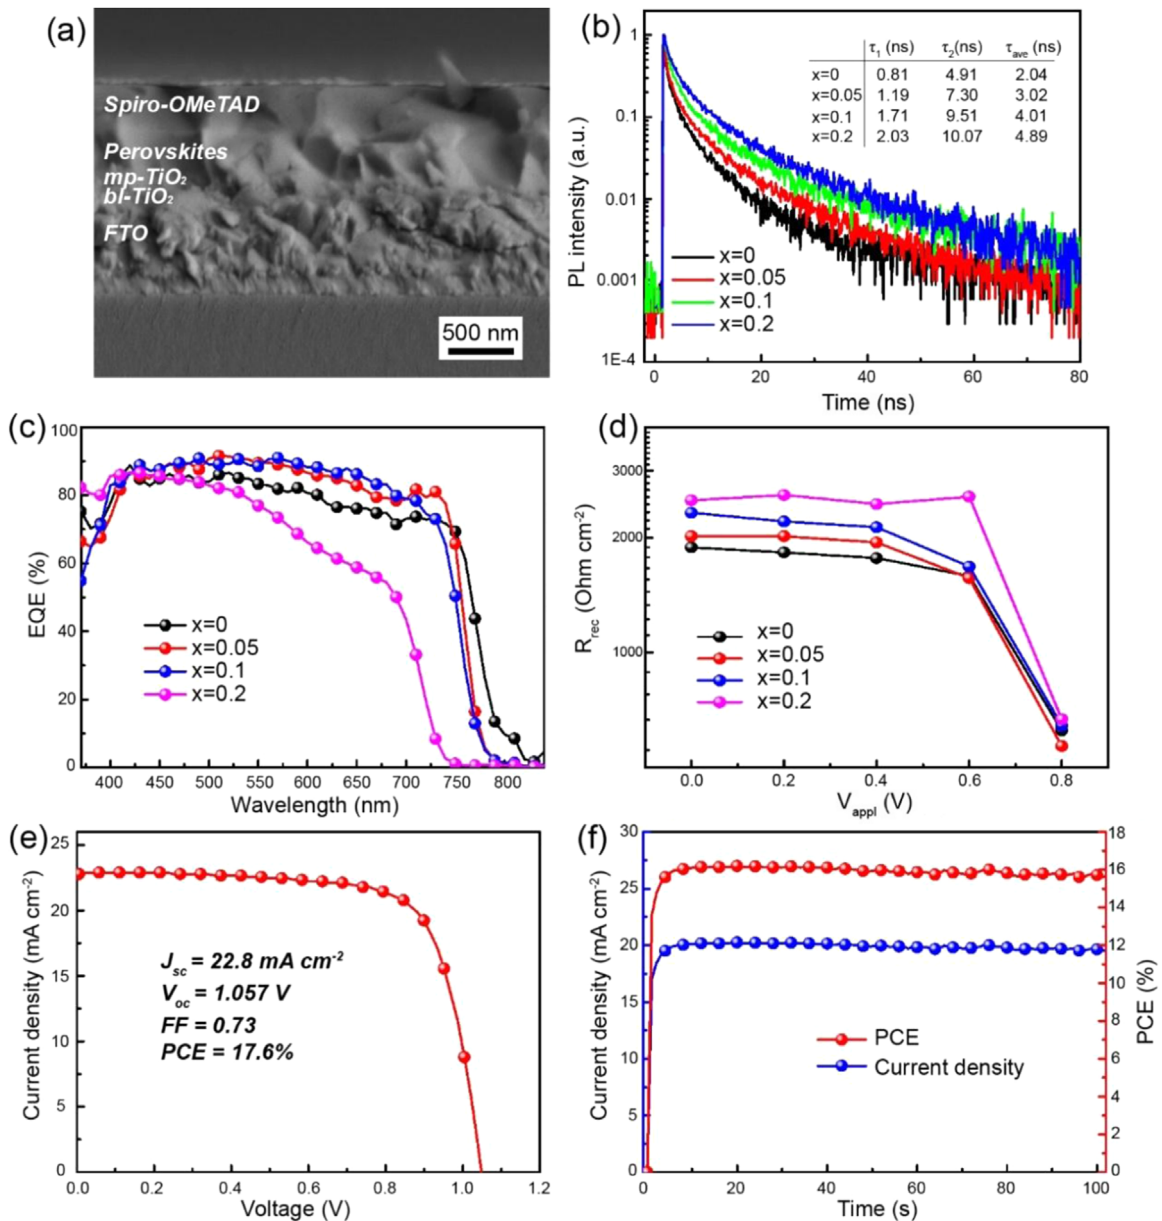 (a)
Spiro-OMeTAD
Perovskites
mp-TiO₂
bl-TiO₂
FTO
500 nm
(b)
PL intensity (a.u.)
1
0.1
0.01
0.001
1E-4
τ₁ (ns) τ₂(ns) τave (ns)
x=0 0.81 4.91 2.04
x=0.05 1.19 7.30 3.02
x=0.1 1.71 9.51 4.01
x=0.2 2.03 10.07 4.89
x=0
x=0.05
x=0.1
x=0.2
0 20 40 60 80
Time (ns)
(c)
EQE (%)
100
80
60
40
20
0
x=0
x=0.05
x=0.1
x=0.2
400 450 500 550 600 650 700 750 800
Wavelength (nm)
(d)
Rrec (Ohm cm⁻²)
3000
2000
1000
x=0
x=0.05
x=0.1
x=0.2
0.0 0.2 0.4 0.6 0.8
Vappl (V)
(e)
Current density (mA cm⁻²)
25
20
15
10
5
0
Jsc = 22.8 mA cm⁻²
Voc = 1.057 V
FF = 0.73
PCE = 17.6%
0.0 0.2 0.4 0.6 0.8 1.0 1.2
Voltage (V)
(f)
Current density (mA cm⁻²)
30
25
20
15
10
5
0
PCE
Current density
18
16
14
12
10
8
6
4
2
0
PCE (%)
0 20 40 60 80 100
Time (s)